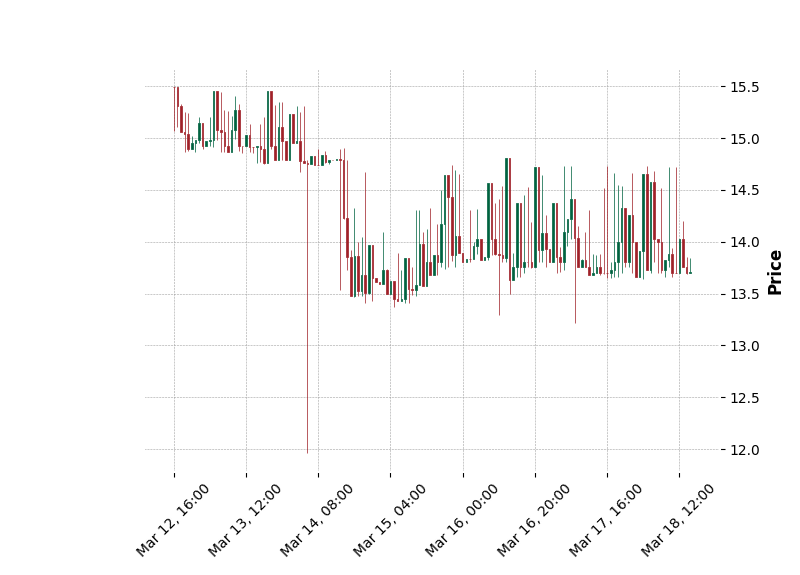 15.5
15.0
14.5
14.0
13.5
13.0
12.5
12.0
Price
Mar 12, 16:00
Mar 13, 12:00
Mar 14, 08:00
Mar 15, 04:00
Mar 16, 00:00
Mar 16, 20:00
Mar 17, 16:00
Mar 18, 12:00